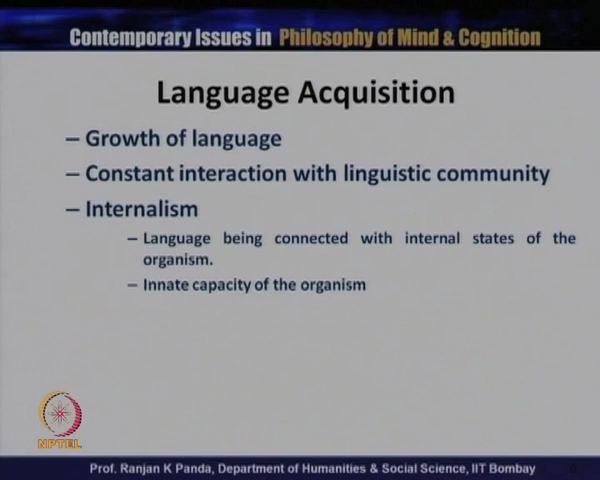 Contemporary Issues in Philosophy of Mind & Cognition
Language Acquisition
– Growth of language
– Constant interaction with linguistic community
– Internalism
– Language being connected with internal states of the
organism.
– Innate capacity of the organism
NPTEL
Prof. Ranjan K Panda, Department of Humanities & Social Science, IIT Bombay